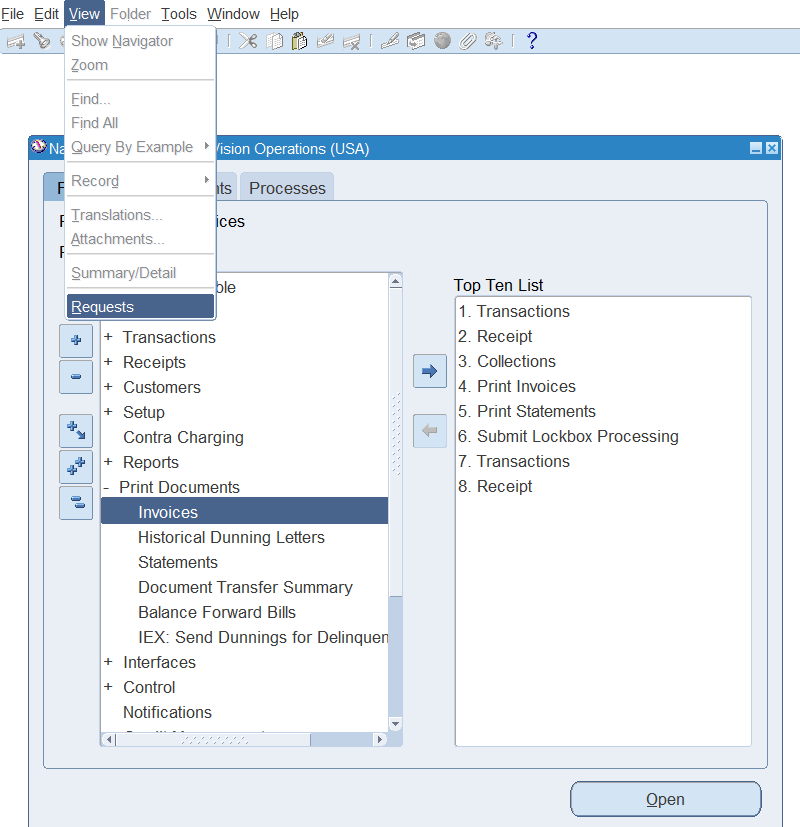 File Edit View Folder Tools Window Help
Show Navigator
Zoom
Find...
Find All
Query By Example
Record
Translations...
Attachments...
Summary/Detail
Requests
Vision Operations (USA)
Processes
Top Ten List
+ Transactions
+ Receipts
+ Customers
+ Setup
Contra Charging
+ Reports
- Print Documents
Invoices
Historical Dunning Letters
Statements
Document Transfer Summary
Balance Forward Bills
IEX: Send Dunnings for Delinquen
+ Interfaces
+ Control
Notifications
1. Transactions
2. Receipt
3. Collections
4. Print Invoices
5. Print Statements
6. Submit Lockbox Processing
7. Transactions
8. Receipt
Open